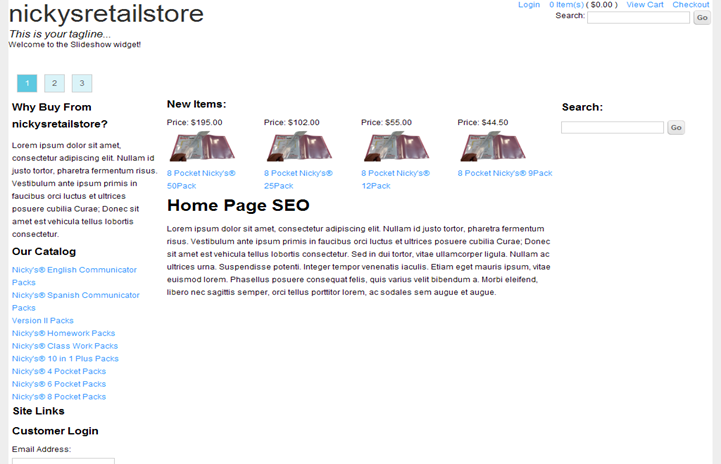 nickysretailstore
Login 0 Item(s) ( $0.00 ) View Cart Checkout
Search: Go
This is your tagline...
Welcome to the Slideshow widget!
1 2 3
Why Buy From
nickysretailstore?
Lorem ipsum dolor sit amet,
consectetur adipiscing elit. Nullam id
justo tortor, pharetra fermentum risus.
Vestibulum ante ipsum primis in
faucibus orci luctus et ultrices
posuere cubilia Curae; Donec sit
amet est vehicula tellus lobortis
consectetur.
Our Catalog
Nicky's® English Communicator
Packs
Nicky's® Spanish Communicator
Packs
Version II Packs
Nicky's® Homework Packs
Nicky's® Class Work Packs
Nicky's® 10 in 1 Plus Packs
Nicky's® 4 Pocket Packs
Nicky's® 6 Pocket Packs
Nicky's® 8 Pocket Packs
Site Links
Customer Login
Email Address:
New Items:
Price: $195.00
8 Pocket Nicky's®
50Pack
Price: $102.00
8 Pocket Nicky's®
25Pack
Price: $55.00
8 Pocket Nicky's®
12Pack
Price: $44.50
8 Pocket Nicky's® 9Pack
Home Page SEO
Lorem ipsum dolor sit amet, consectetur adipiscing elit. Nullam id justo tortor, pharetra fermentum
risus. Vestibulum ante ipsum primis in faucibus orci luctus et ultrices posuere cubilia Curae; Donec
sit amet est vehicula tellus lobortis consectetur. Sed in dui tortor, vitae ullamcorper ligula. Nullam ac
ultrices urna. Suspendisse potenti. Integer tempor venenatis iaculis. Etiam eget mauris ipsum, vitae
euismod lorem. Phasellus posuere consequat felis, quis varius velit bibendum a. Morbi eleifend,
libero nec sagittis semper, orci tellus porttitor lorem, ac sodales sem augue et augue.
Search:
Go